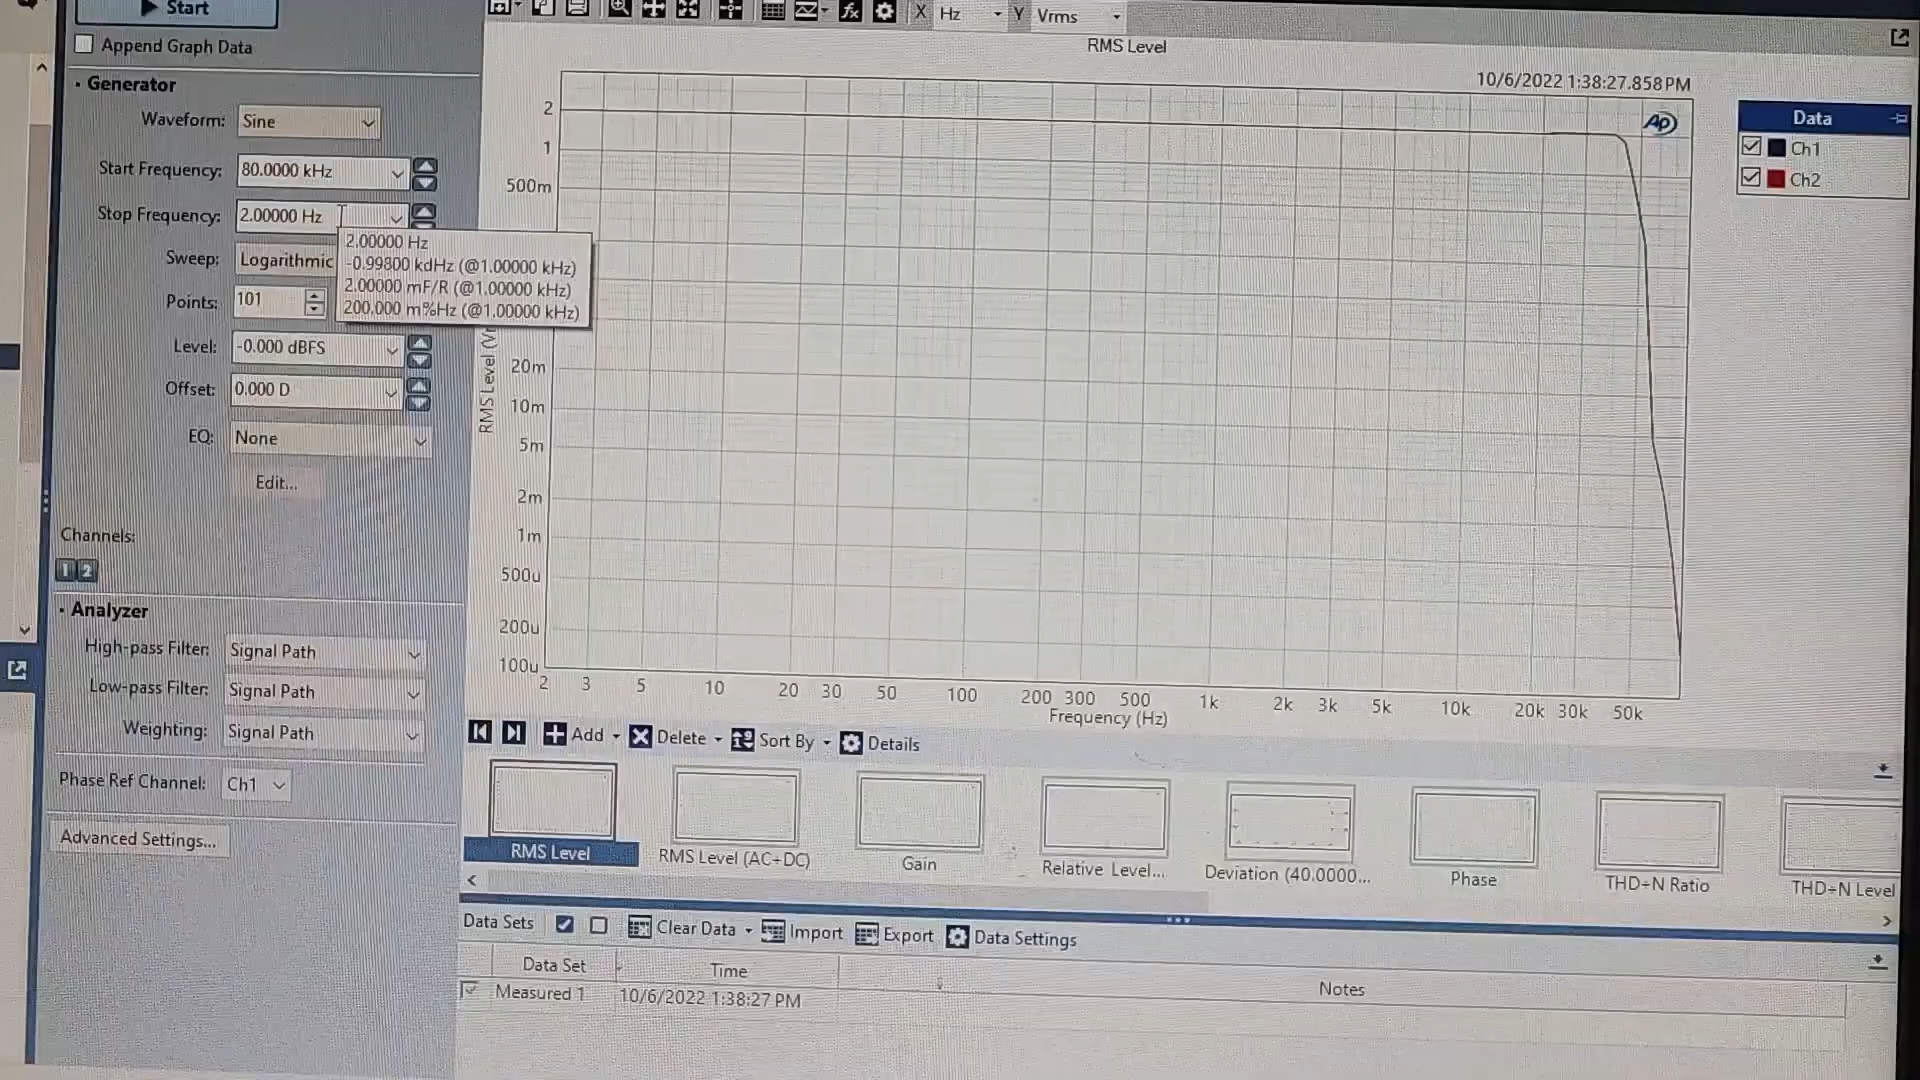 Start
Append Graph Data
Generator
Waveform: Sine
Start Frequency: 80.0000 kHz
Stop Frequency: 2.00000 Hz
2.00000 Hz
-0.99800 kdHz (@1.00000 kHz)
2.00000 mF/R (@1.00000 kHz)
200.000 m%Hz (@1.00000 kHz)
Sweep: Logarithmic
Points: 101
Level: -0.000 dBFS
Offset: 0.000 D
EQ: None
Edit...
Channels:
1 2
Analyzer
High-pass Filter: Signal Path
Low-pass Filter: Signal Path
Weighting: Signal Path
Phase Ref Channel: Ch1
Advanced Settings...
X Hz Y Vrms
RMS Level
10/6/2022 1:38:27.858 PM
AP
2
1
500m
20m
10m
5m
2m
1m
500u
200u
100u
RMS Level
2 3 5 10 20 30 50 100 200 300 500 1k 2k 3k 5k 10k 20k 30k 50k
Frequency (Hz)
Data
Ch1
Ch2
Add Delete Sort By Details
RMS Level
RMS Level (AC+DC)
Gain
Relative Level...
Deviation (40.0000...
Phase
THD+N Ratio
THD+N Level
Data Sets Clear Data Import Export Data Settings
Data Set Time Notes
Measured 1 10/6/2022 1:38:27 PM